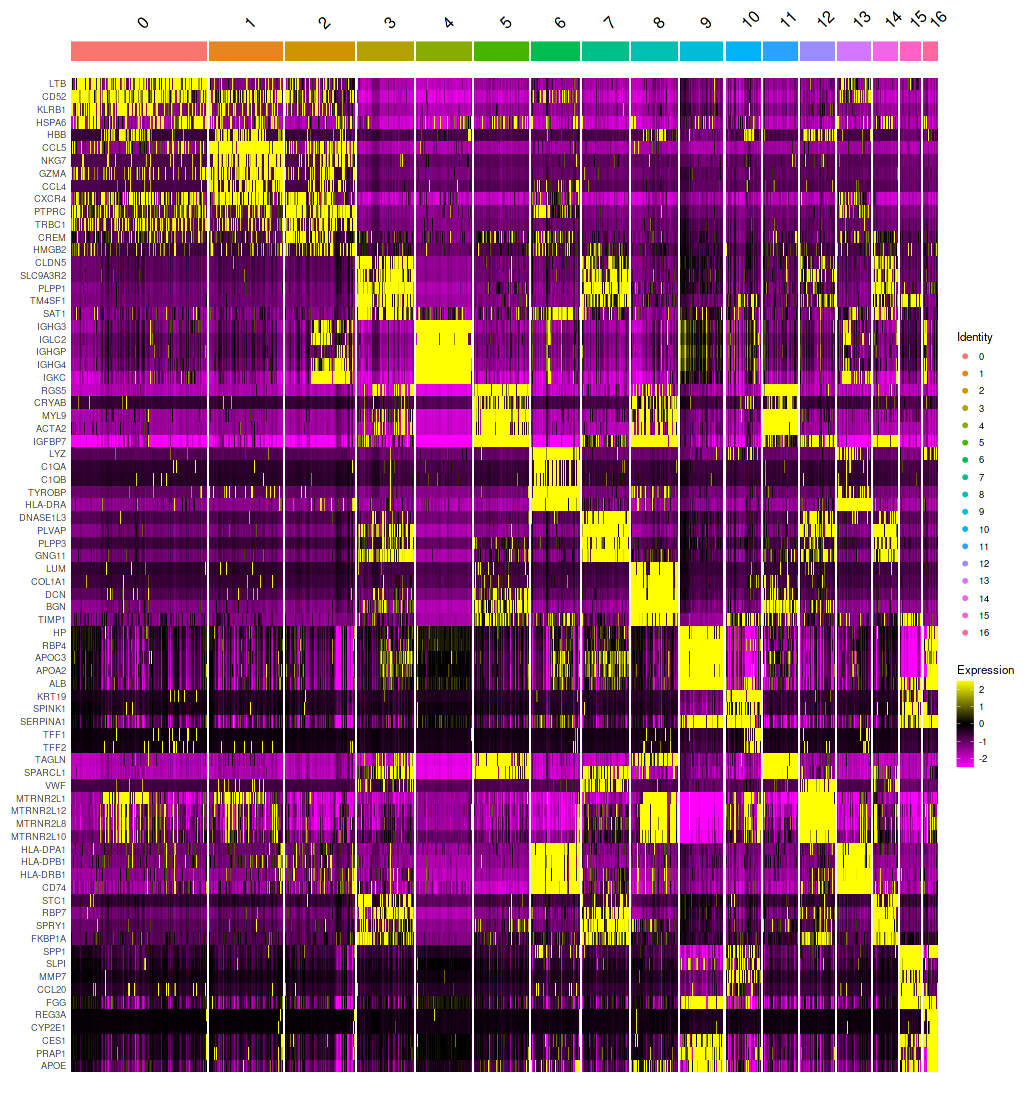 0 1 2 3 4 5 6 7 8 9 10 11 12 13 14 15 16
LTB
CD52
KLRB1
HSPA6
HBB
CCL5
NKG7
GZMA
CCL4
CXCR4
PTPRC
TRBC1
CREM
HMGB2
CLDN5
SLC9A3R2
PLPP1
TM4SF1
SAT1
IGHG3
IGLC2
IGHGP
IGHG4
IGKC
RGS5
CRYAB
MYL9
ACTA2
IGFBP7
LYZ
C1QA
C1QB
TYROBP
HLA-DRA
DNASE1L3
PLVAP
PLPP3
GNG11
LUM
COL1A1
DCN
BGN
TIMP1
HP
RBP4
APOC3
APOA2
ALB
KRT19
SPINK1
SERPINA1
TFF1
TFF2
TAGLN
SPARCL1
VWF
MTRNR2L1
MTRNR2L12
MTRNR2L8
MTRNR2L10
HLA-DPA1
HLA-DPB1
HLA-DRB1
CD74
STC1
RBP7
SPRY1
FKBP1A
SPP1
SLPI
MMP7
CCL20
FGG
REG3A
CYP2E1
CES1
PRAP1
APOE
Identity
0
1
2
3
4
5
6
7
8
9
10
11
12
13
14
15
16
Expression
2
1
0
-1
-2